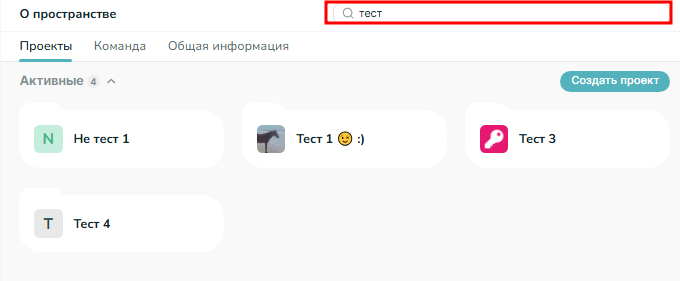 О пространстве
тест
Проекты Команда Общая информация
Активные 4 Создать проект
N Не тест 1 Тест 1 😉 :) Тест 3
T Тест 4